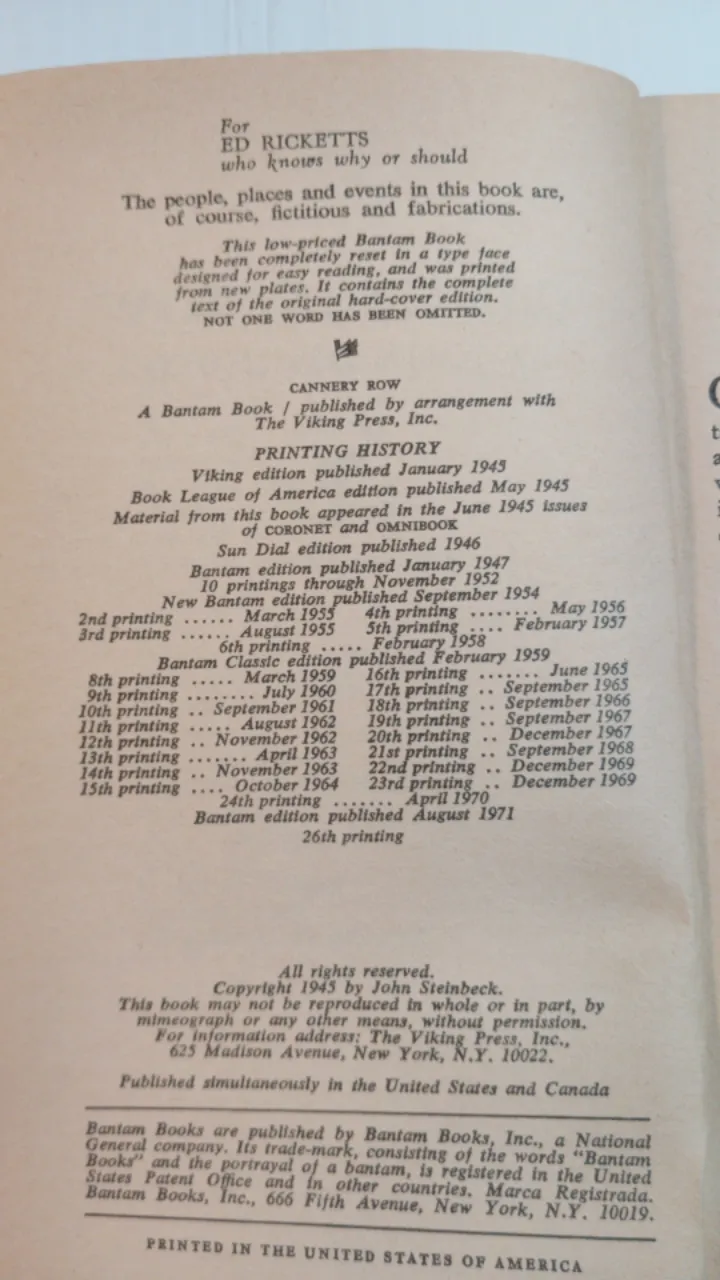 For
ED RICKETTS
who knows why or should
The people, places and events in this book are,
of course, fictitious and fabrications.
This low-priced Bantam Book
has been completely reset in a type face
designed for easy reading, and was printed
from new plates. It contains the complete
text of the original hard-cover edition.
NOT ONE WORD HAS BEEN OMITTED.
CANNERY ROW
A Bantam Book / published by arrangement with
The Viking Press, Inc.
PRINTING HISTORY
Viking edition published January 1945
Book League of America edition published May 1945
Material from this book appeared in the June 1945 issues
of CORONET and OMNIBOOK
Sun Dial edition published 1946
Bantam edition published January 1947
10 printings through November 1952
New Bantam edition published September 1954
2nd printing ...... March 1955 4th printing ........ May 1956
3rd printing ...... August 1955 5th printing .... February 1957
6th printing ..... February 1958
Bantam Classic edition published February 1959
8th printing ..... March 1959 16th printing ....... June 1965
9th printing ........ July 1960 17th printing .. September 1965
10th printing .. September 1961 18th printing .. September 1966
11th printing ..... August 1962 19th printing .. September 1967
12th printing .. November 1962 20th printing .. December 1967
13th printing ....... April 1963 21st printing .. September 1968
14th printing .. November 1963 22nd printing .. December 1969
15th printing .... October 1964 23rd printing .. December 1969
24th printing ....... April 1970
Bantam edition published August 1971
26th printing
All rights reserved.
Copyright 1945 by John Steinbeck.
This book may not be reproduced in whole or in part, by
mimeograph or any other means, without permission.
For information address: The Viking Press, Inc.,
625 Madison Avenue, New York, N.Y. 10022.
Published simultaneously in the United States and Canada
Bantam Books are published by Bantam Books, Inc., a National
General company. Its trade-mark, consisting of the words "Bantam
Books" and the portrayal of a bantam, is registered in the United
States Patent Office and in other countries. Marca Registrada.
Bantam Books, Inc., 666 Fifth Avenue, New York, N.Y. 10019.
PRINTED IN THE UNITED STATES OF AMERICA